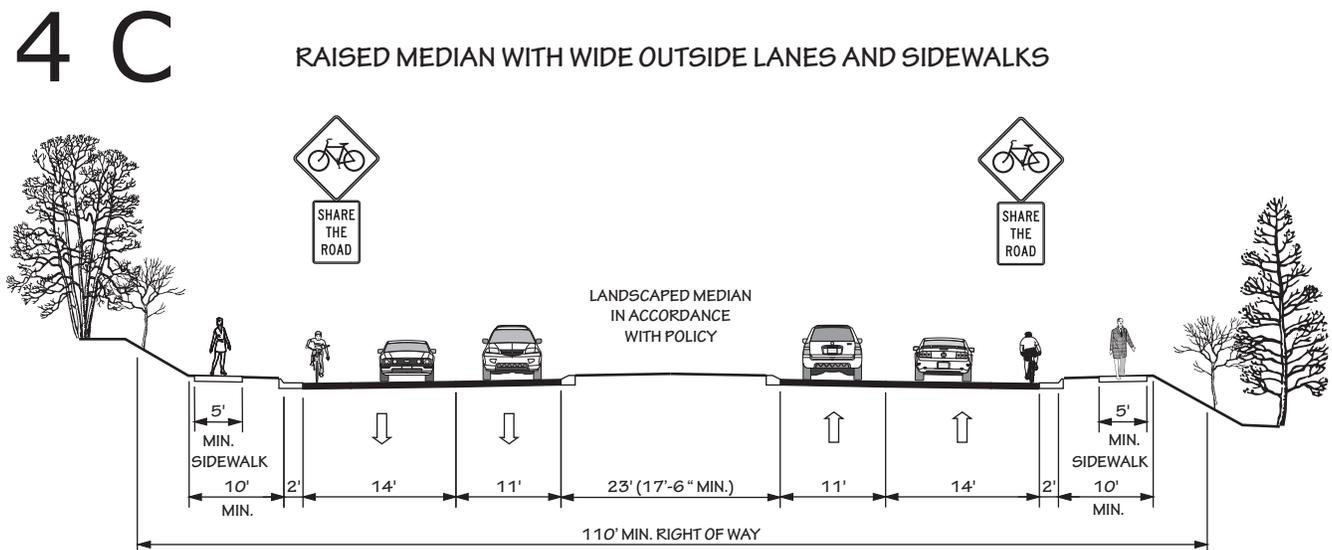 4 C
RAISED MEDIAN WITH WIDE OUTSIDE LANES AND SIDEWALKS
SHARE
THE
ROAD
SHARE
THE
ROAD
LANDSCAPED MEDIAN
IN ACCORDANCE
WITH POLICY
5'
MIN.
SIDEWALK
10'
MIN.
2'
14'
11'
23' (17'-6 " MIN.)
11'
14'
2'
5'
MIN.
SIDEWALK
10'
MIN.
110' MIN. RIGHT OF WAY